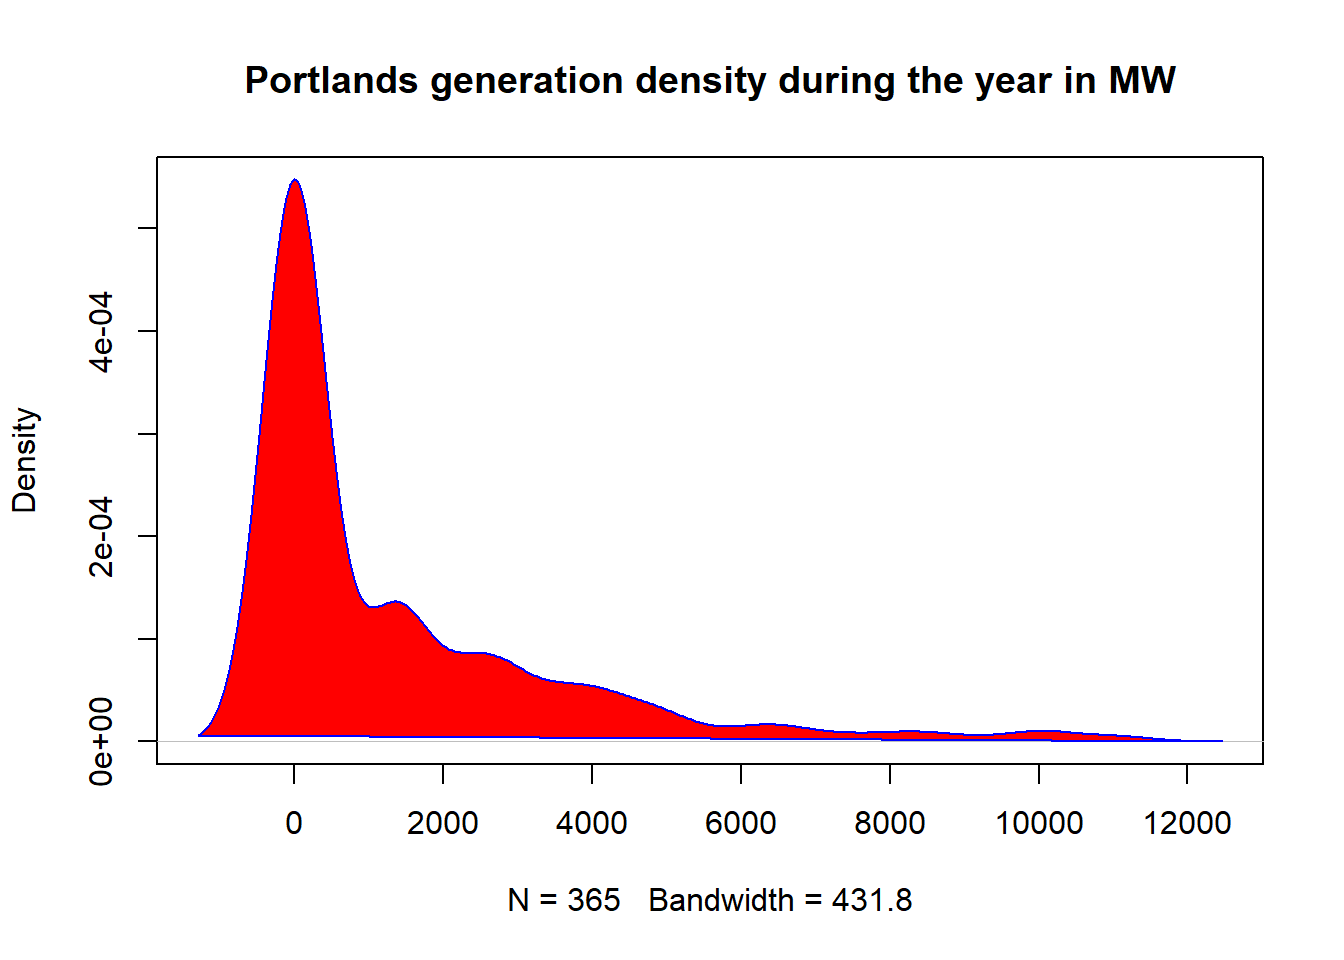 Portlands generation density during the year in MW
Density
0e+00
2e-04
4e-04
0 2000 4000 6000 8000 10000 12000
N = 365 Bandwidth = 431.8